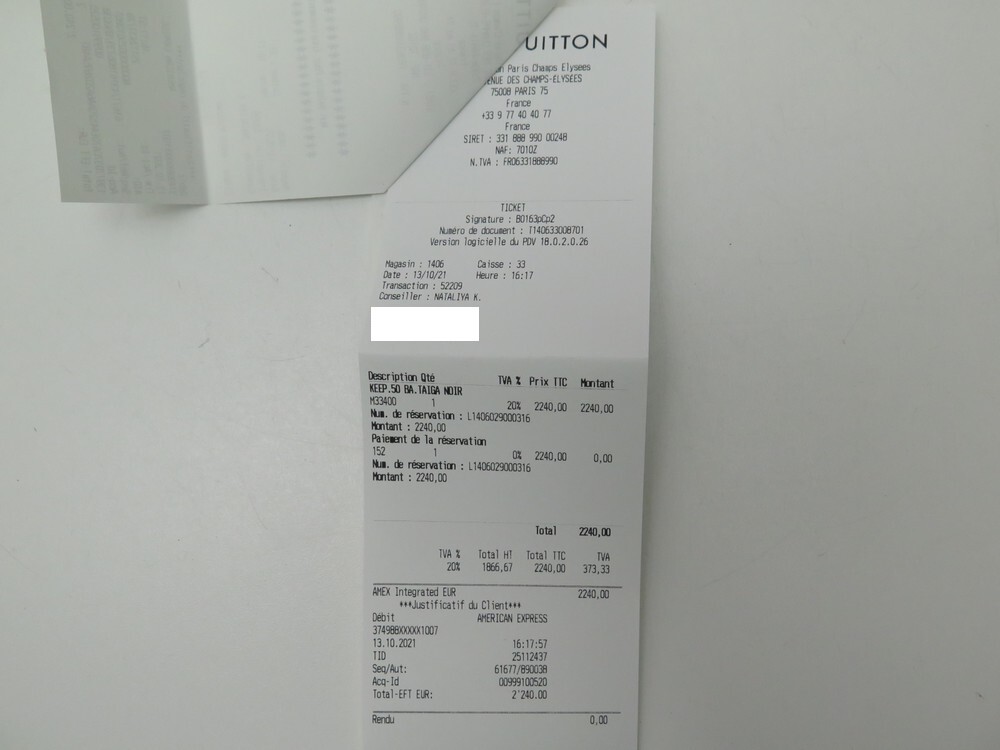 UITTON
Paris Champs Elysees
ENUE DES CHAMPS-ELYSEES
75008 PARIS 75
France
+33 9 77 40 40 77
France
SIRET : 331 888 990 00248
NAF: 7010Z
N.TVA : FR06331888990
TICKET
Signature : B0163pCp2
Numéro de document : T140633008701
Version logicielle du PDV 18.0.2.0.26
Magasin : 1406 Caisse : 33
Date : 13/10/21 Heure : 16:17
Transaction : 52209
Conseiller : NATALIYA K.
Description Qté TVA % Prix TTC Montant
KEEP.50 BA.TAIGA NOIR
M33400 1 20% 2240,00 2240,00
Num. de réservation : L1406029000316
Montant : 2240,00
Paiement de la réservation
152 1 0% 2240,00 0,00
Num. de réservation : L1406029000316
Montant : 2240,00
Total 2240,00
TVA % Total HT Total TTC TVA
20% 1866,67 2240,00 373,33
AMEX Integrated EUR 2240,00
***Justificatif du Client***
Débit AMERICAN EXPRESS
37498BXXXXX1007
13.10.2021 16:17:57
TID 25112437
Seq/Aut: 61677/890038
Acq-Id 00999100520
Total-EFT EUR: 2'240.00
Rendu 0,00